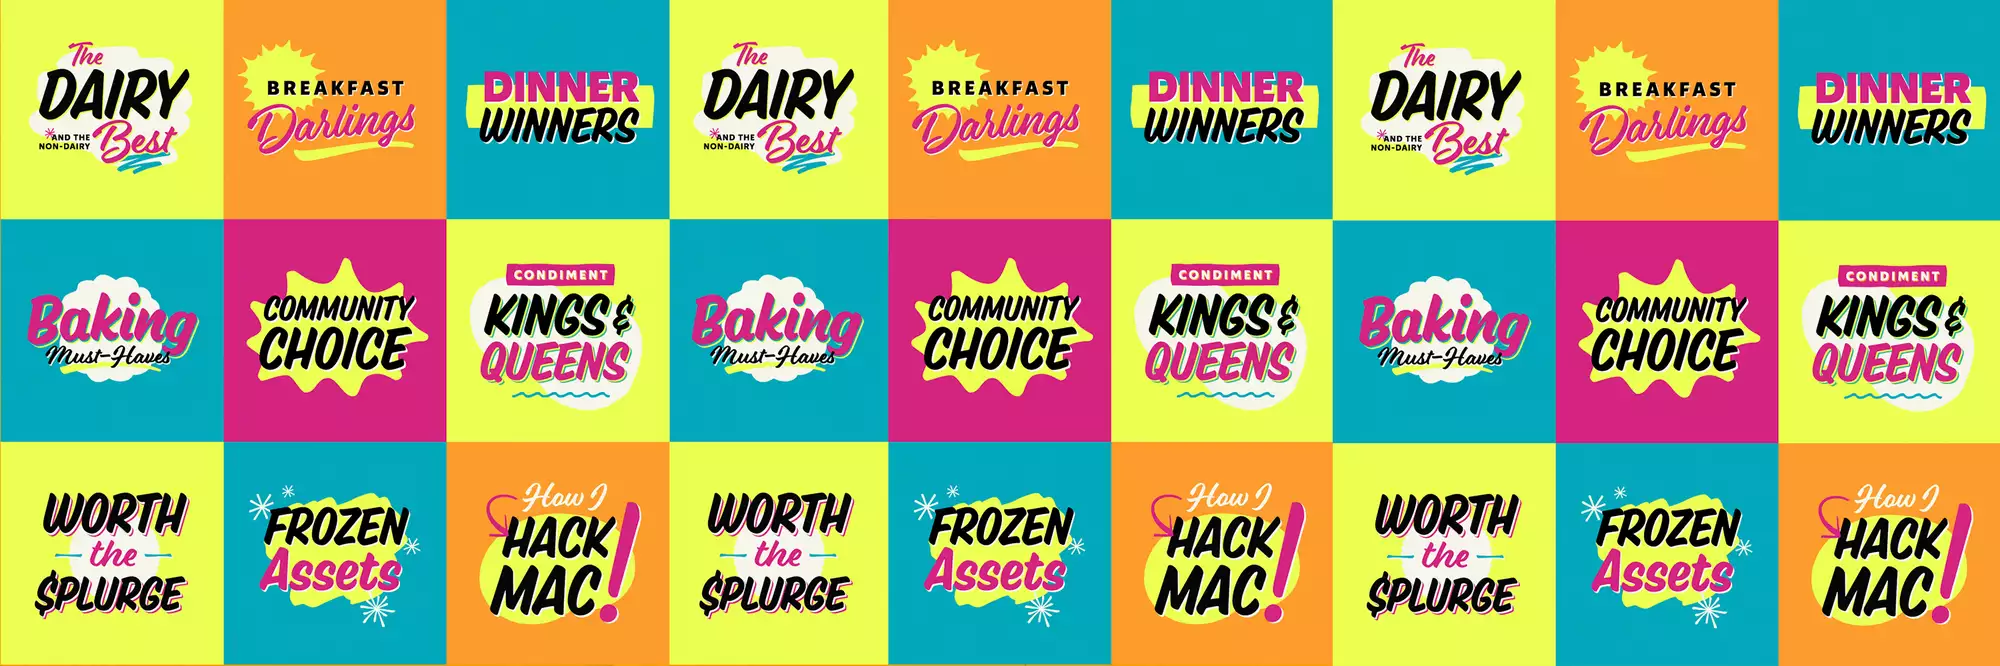 The
DAIRY
*AND THE
NON-DAIRY
Best
BREAKFAST
Darlings
DINNER
WINNERS
The
DAIRY
*AND THE
NON-DAIRY
Best
BREAKFAST
Darlings
DINNER
WINNERS
The
DAIRY
*AND THE
NON-DAIRY
Best
BREAKFAST
Darlings
DINNER
WINNERS
Baking
Must-Haves
COMMUNITY
CHOICE
CONDIMENT
KINGS &
QUEENS
Baking
Must-Haves
COMMUNITY
CHOICE
CONDIMENT
KINGS &
QUEENS
Baking
Must-Haves
COMMUNITY
CHOICE
CONDIMENT
KINGS &
QUEENS
WORTH
the
$PLURGE
FROZEN
Assets
How I
HACK
MAC!
WORTH
the
$PLURGE
FROZEN
Assets
How I
HACK
MAC!
WORTH
the
$PLURGE
FROZEN
Assets
How I
HACK
MAC!